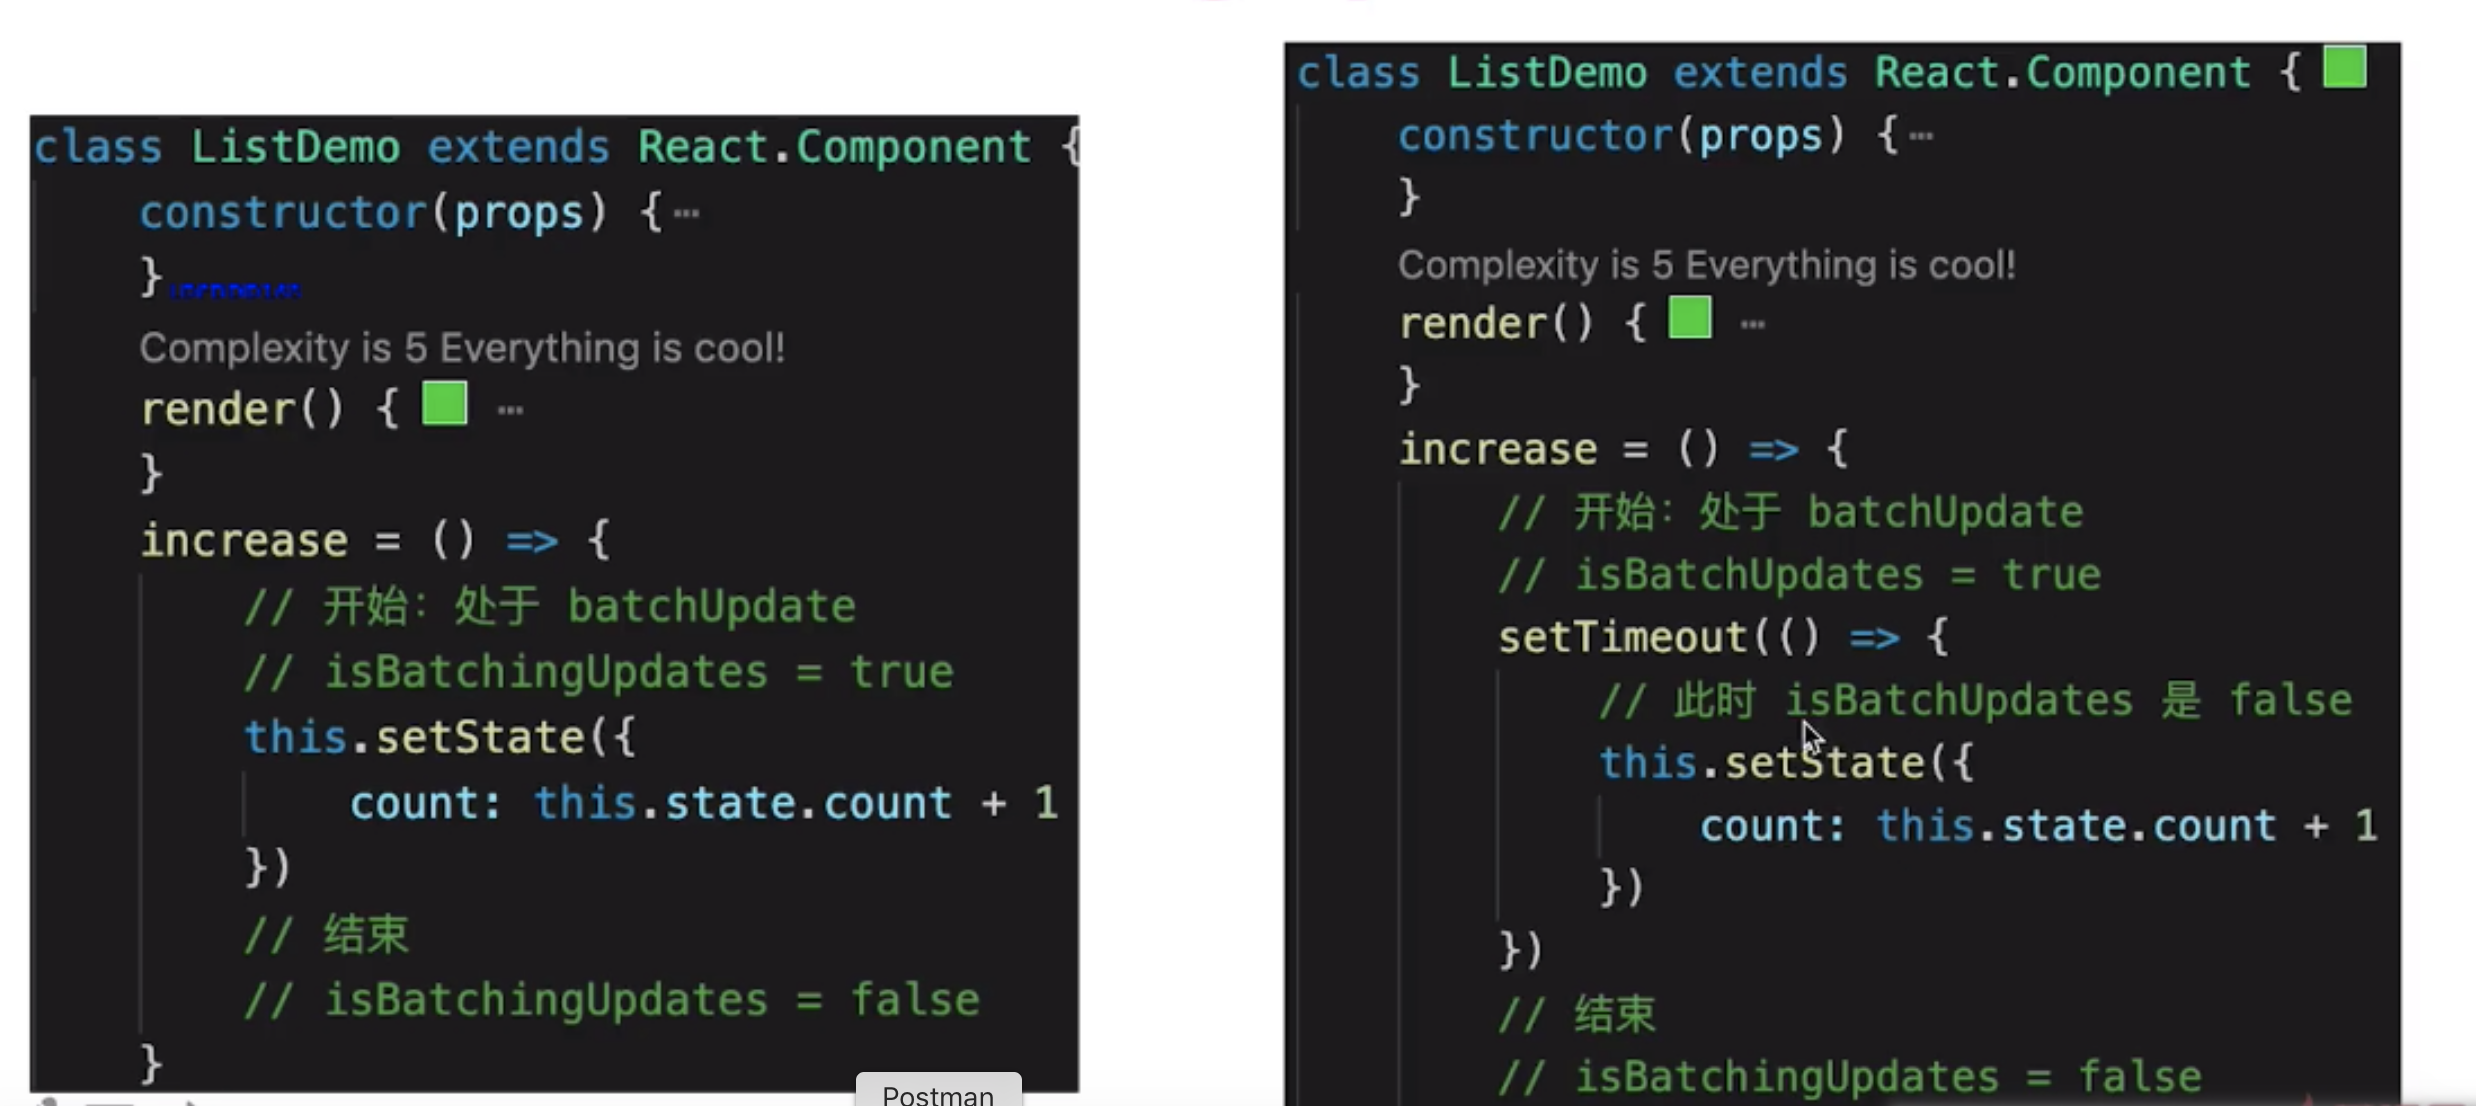 class ListDemo extends React.Component {
constructor(props) {…
}
Complexity is 5 Everything is cool!
render() { …
}
increase = () => {
// 开始：处于 batchUpdate
// isBatchingUpdates = true
this.setState({
count: this.state.count + 1
})
// 结束
// isBatchingUpdates = false
}
class ListDemo extends React.Component {
constructor(props) {…
}
Complexity is 5 Everything is cool!
render() { …
}
increase = () => {
// 开始：处于 batchUpdate
// isBatchUpdates = true
setTimeout(() => {
// 此时 isBatchUpdates 是 false
this.setState({
count: this.state.count + 1
})
})
// 结束
// isBatchingUpdates = false
Postman